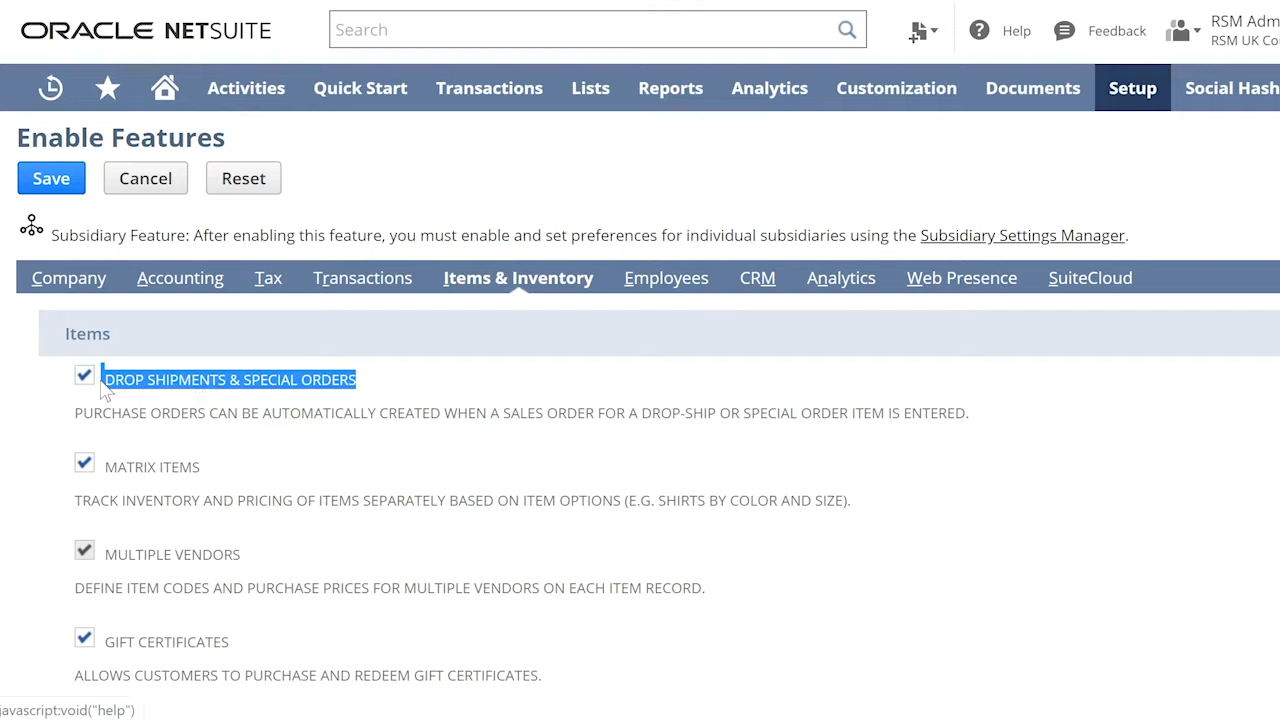 ORACLE NETSUITE
Search
Help
Feedback
RSM Adm
RSM UK Co
Activities
Quick Start
Transactions
Lists
Reports
Analytics
Customization
Documents
Setup
Social Hash
Enable Features
Save
Cancel
Reset
Subsidiary Feature: After enabling this feature, you must enable and set preferences for individual subsidiaries using the Subsidiary Settings Manager.
Company
Accounting
Tax
Transactions
Items & Inventory
Employees
CRM
Analytics
Web Presence
SuiteCloud
Items
DROP SHIPMENTS & SPECIAL ORDERS
PURCHASE ORDERS CAN BE AUTOMATICALLY CREATED WHEN A SALES ORDER FOR A DROP-SHIP OR SPECIAL ORDER ITEM IS ENTERED.
MATRIX ITEMS
TRACK INVENTORY AND PRICING OF ITEMS SEPARATELY BASED ON ITEM OPTIONS (E.G. SHIRTS BY COLOR AND SIZE).
MULTIPLE VENDORS
DEFINE ITEM CODES AND PURCHASE PRICES FOR MULTIPLE VENDORS ON EACH ITEM RECORD.
GIFT CERTIFICATES
ALLOWS CUSTOMERS TO PURCHASE AND REDEEM GIFT CERTIFICATES.
javascript:void("help")